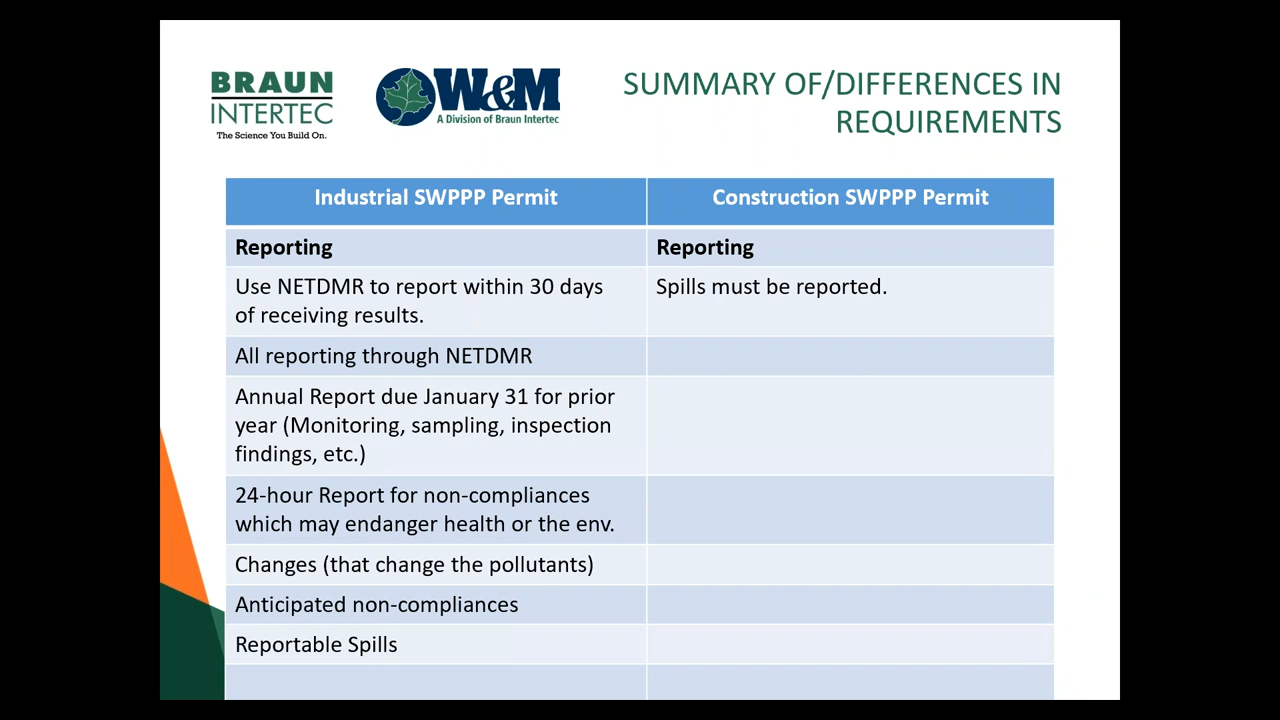 BRAUN
INTERTEC
The Science You Build On.
W&M
A Division of Braun Intertec
SUMMARY OF/DIFFERENCES IN
REQUIREMENTS
Industrial SWPPP Permit
Construction SWPPP Permit
Reporting
Reporting
Use NETDMR to report within 30 days
of receiving results.
Spills must be reported.
All reporting through NETDMR
Annual Report due January 31 for prior
year (Monitoring, sampling, inspection
findings, etc.)
24-hour Report for non-compliances
which may endanger health or the env.
Changes (that change the pollutants)
Anticipated non-compliances
Reportable Spills